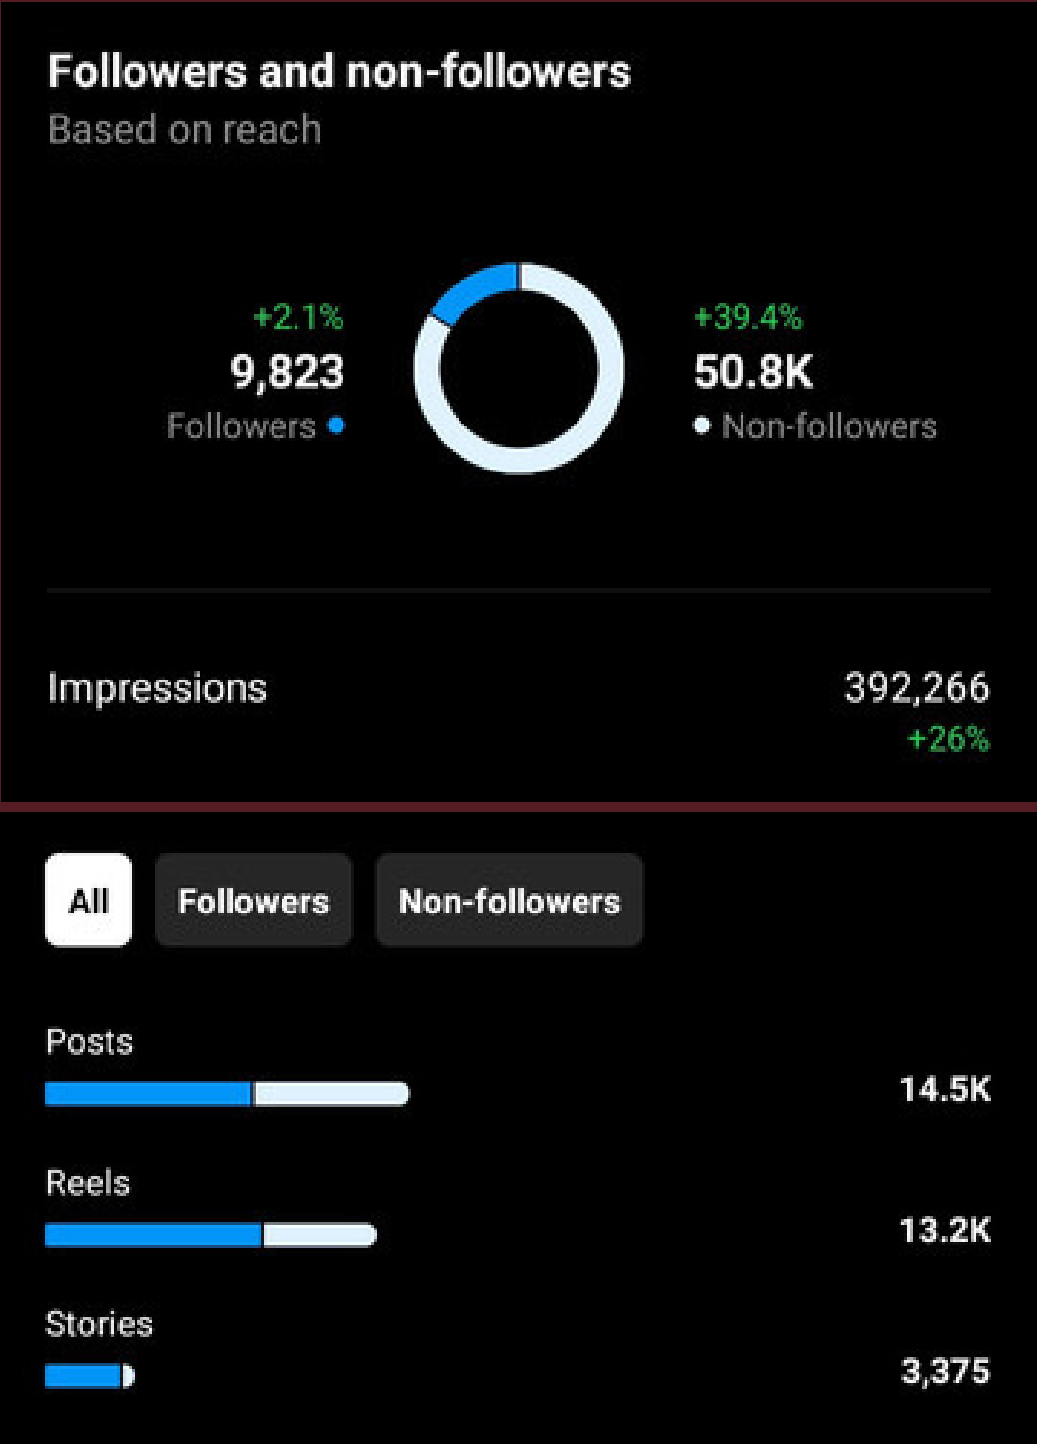 Followers and non-followers
Based on reach
+2.1%
9,823
Followers
+39.4%
50.8K
Non-followers
Impressions
392,266
+26%
All
Followers
Non-followers
Posts
14.5K
Reels
13.2K
Stories
3,375